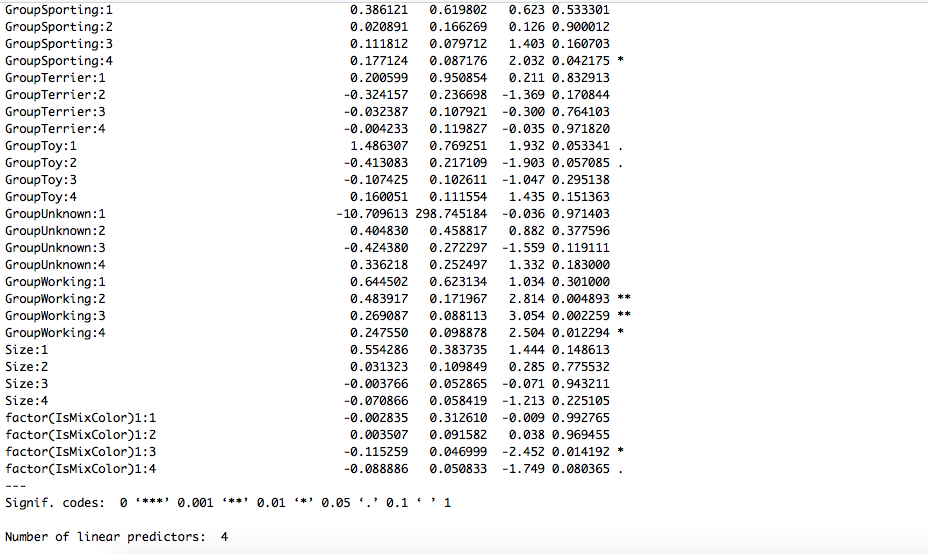 GroupSporting:1 0.386121 0.619802 0.623 0.533301
GroupSporting:2 0.020891 0.166269 0.126 0.900012
GroupSporting:3 0.111812 0.079712 1.403 0.160703
GroupSporting:4 0.177124 0.087176 2.032 0.042175 *
GroupTerrier:1 0.200599 0.950854 0.211 0.832913
GroupTerrier:2 -0.324157 0.236698 -1.369 0.170844
GroupTerrier:3 -0.032387 0.107921 -0.300 0.764103
GroupTerrier:4 -0.004233 0.119827 -0.035 0.971820
GroupToy:1 1.486307 0.769251 1.932 0.053341 .
GroupToy:2 -0.413083 0.217109 -1.903 0.057085 .
GroupToy:3 -0.107425 0.102611 -1.047 0.295138
GroupToy:4 0.160051 0.111554 1.435 0.151363
GroupUnknown:1 -10.709613 298.745184 -0.036 0.971403
GroupUnknown:2 0.404830 0.458817 0.882 0.377596
GroupUnknown:3 -0.424380 0.272297 -1.559 0.119111
GroupUnknown:4 0.336218 0.252497 1.332 0.183000
GroupWorking:1 0.644502 0.623134 1.034 0.301000
GroupWorking:2 0.483917 0.171967 2.814 0.004893 **
GroupWorking:3 0.269087 0.088113 3.054 0.002259 **
GroupWorking:4 0.247550 0.098878 2.504 0.012294 *
Size:1 0.554286 0.383735 1.444 0.148613
Size:2 0.031323 0.109849 0.285 0.775532
Size:3 -0.003766 0.052865 -0.071 0.943211
Size:4 -0.070866 0.058419 -1.213 0.225105
factor(IsMixColor)1:1 -0.002835 0.312610 -0.009 0.992765
factor(IsMixColor)1:2 0.003507 0.091582 0.038 0.969455
factor(IsMixColor)1:3 -0.115259 0.046999 -2.452 0.014192 *
factor(IsMixColor)1:4 -0.088886 0.050833 -1.749 0.080365 .
---
Signif. codes: 0 ‘***’ 0.001 ‘**’ 0.01 ‘*’ 0.05 ‘.’ 0.1 ‘ ’ 1
Number of linear predictors: 4